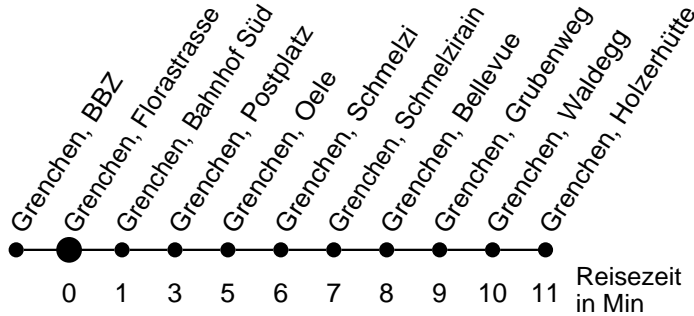 Grenchen, BBZ
Grenchen, Florastrasse
Grenchen, Bahnhof Süd
Grenchen, Postplatz
Grenchen, Oele
Grenchen, Schmelzi
Grenchen, Schmelzirain
Grenchen, Bellevue
Grenchen, Grubenweg
Grenchen, Waldegg
Grenchen, Holzerhütte
0 1 3 5 6 7 8 9 10 11 Reisezeit
in Min